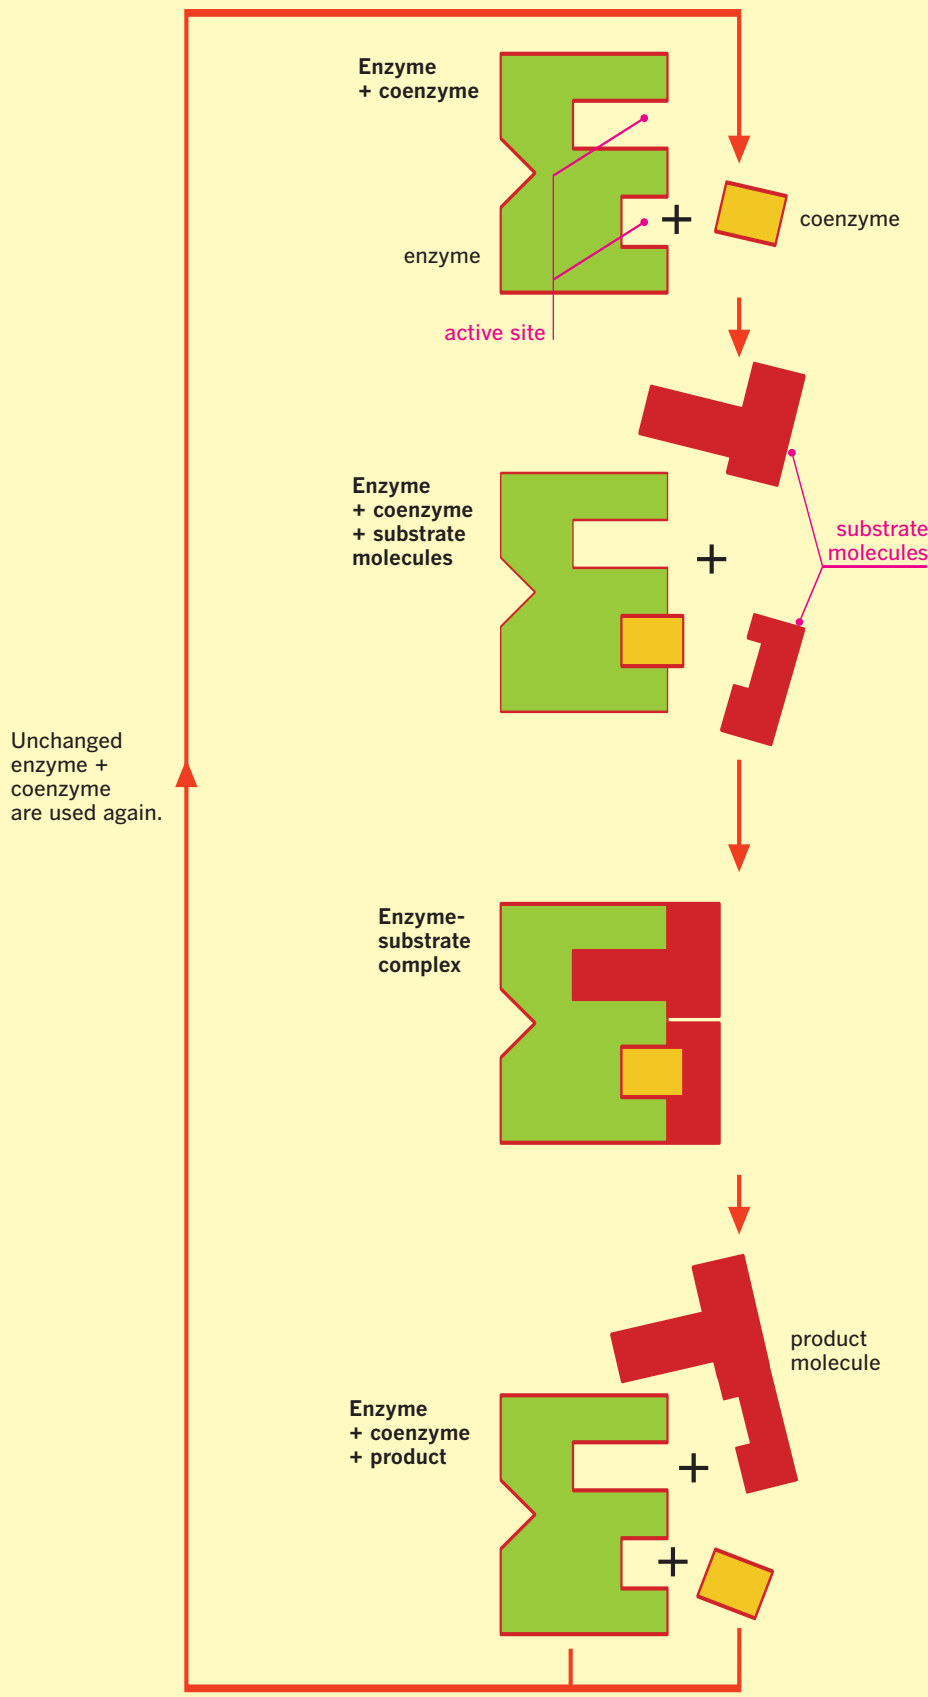 Enzyme
+ coenzyme
+
coenzyme
enzyme
active site
Enzyme
+ coenzyme
+ substrate
molecules
+
substrate
molecules
Unchanged
enzyme +
coenzyme
are used again.
Enzyme-
substrate
complex
product
molecule
Enzyme
+ coenzyme
+ product
+
+